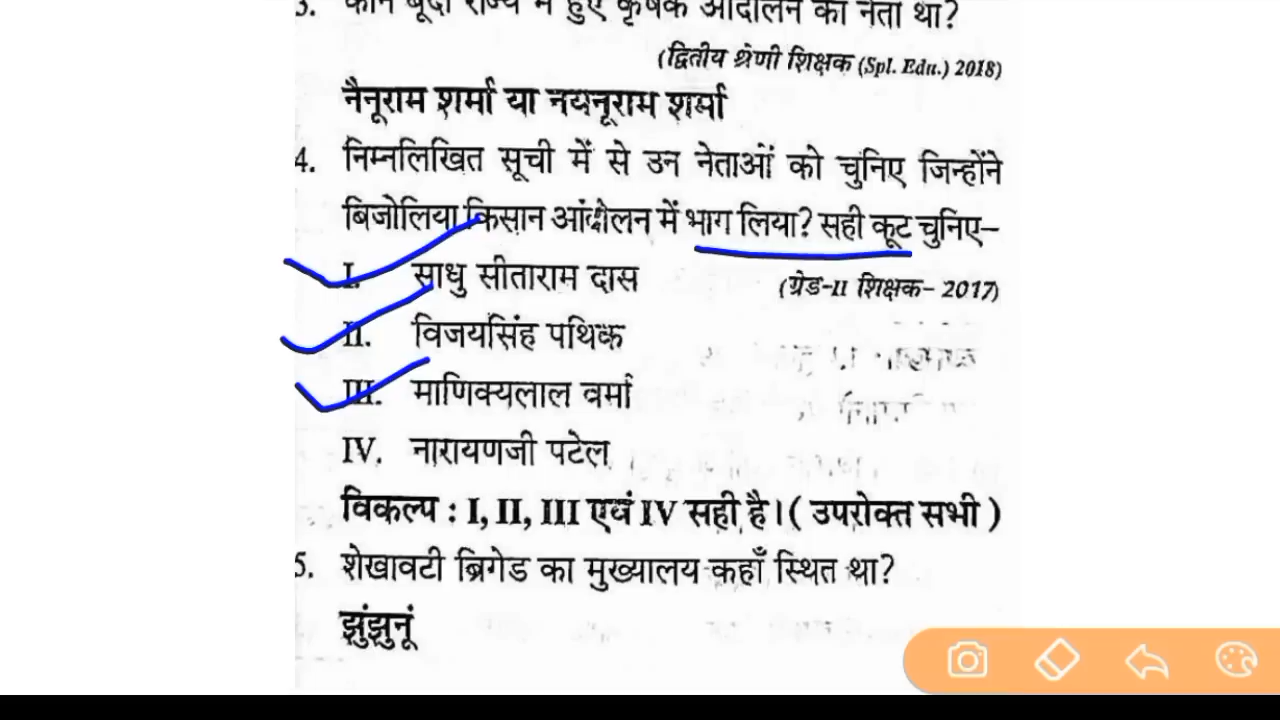 3. कौन बूंदी राज्य में हुए कृषक आंदोलन का नेता था?
(द्वितीय श्रेणी शिक्षक (Spl. Edu.) 2018)
नैनूराम शर्मा या नयनूराम शर्मा
4. निम्नलिखित सूची में से उन नेताओं को चुनिए जिन्होंने
बिजोलिया किसान आंदोलन में भाग लिया? सही कूट चुनिए–
I. साधु सीताराम दास (ग्रेड-II शिक्षक– 2017)
II. विजयसिंह पथिक
III. माणिक्यलाल वर्मा
IV. नारायणजी पटेल
विकल्प : I, II, III एवं IV सही है। ( उपरोक्त सभी )
5. शेखावटी ब्रिगेड का मुख्यालय कहाँ स्थित था?
झुंझुनूं